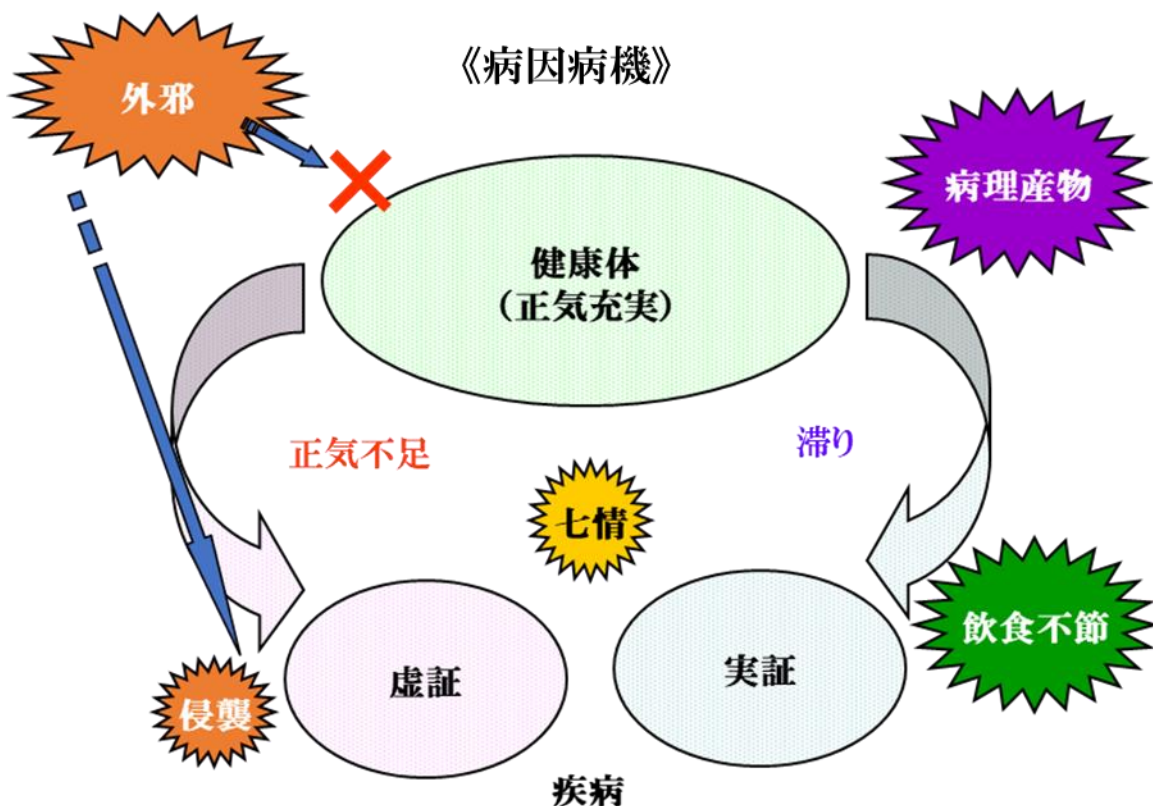 《病因病機》
外邪
病理産物
健康体
(正気充実)
正気不足
滞り
七情
飲食不節
虚証
実証
侵襲
疾病